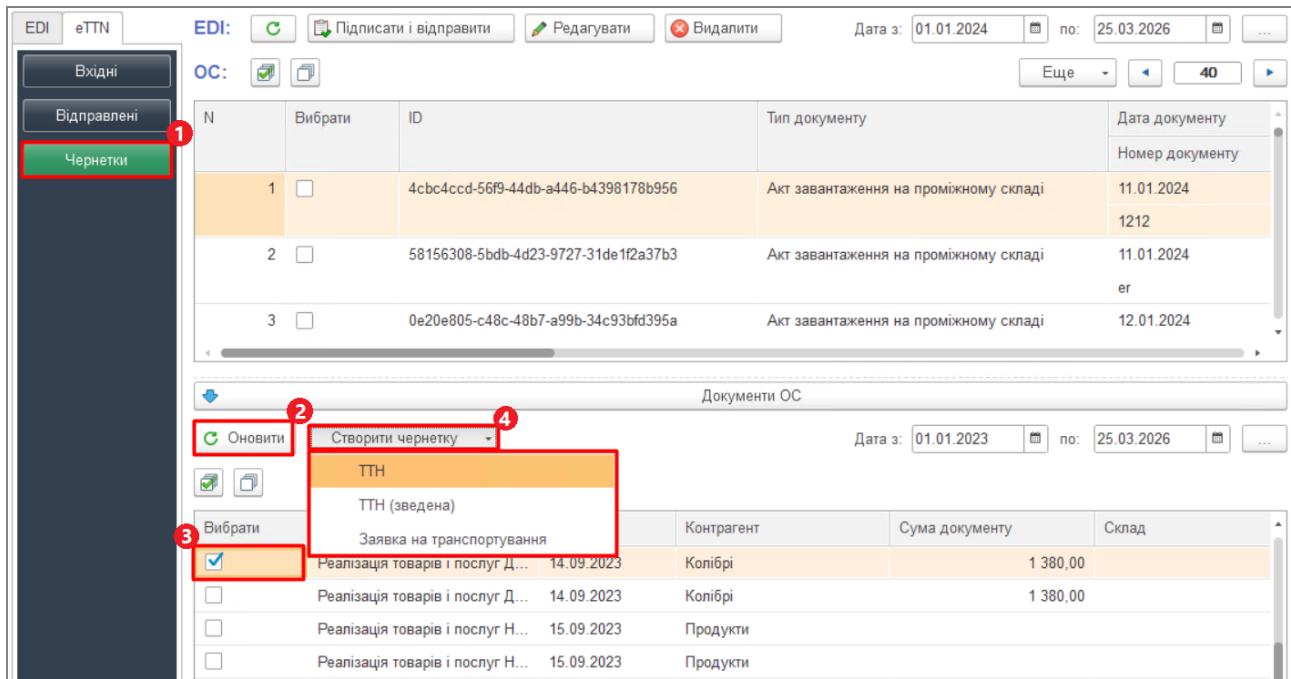 EDI eTTN EDI: Підписати і відправити Редагувати Видалити Дата з: 01.01.2024 по: 25.03.2026 ...
Вхідні ОС: Еще 40
Відправлені
1
Чернетки
N Вибрати ID Тип документу Дата документу
Номер документу
1 4cbc4ccd-56f9-44db-a446-b4398178b956 Акт завантаження на проміжному складі 11.01.2024
1212
2 58156308-5bdb-4d23-9727-31de1f2a37b3 Акт завантаження на проміжному складі 11.01.2024
er
3 0e20e805-c48c-48b7-a99b-34c93bfd395a Акт завантаження на проміжному складі 12.01.2024
Документи ОС
2 4
Оновити Створити чернетку Дата з: 01.01.2023 по: 25.03.2026 ...
ТТН
ТТН (зведена)
Заявка на транспортування
3
Вибрати Контрагент Сума документу Склад
Реалізація товарів і послуг Д... 14.09.2023 Колібрі 1 380,00
Реалізація товарів і послуг Д... 14.09.2023 Колібрі 1 380,00
Реалізація товарів і послуг Н... 15.09.2023 Продукти
Реалізація товарів і послуг Н... 15.09.2023 Продукти